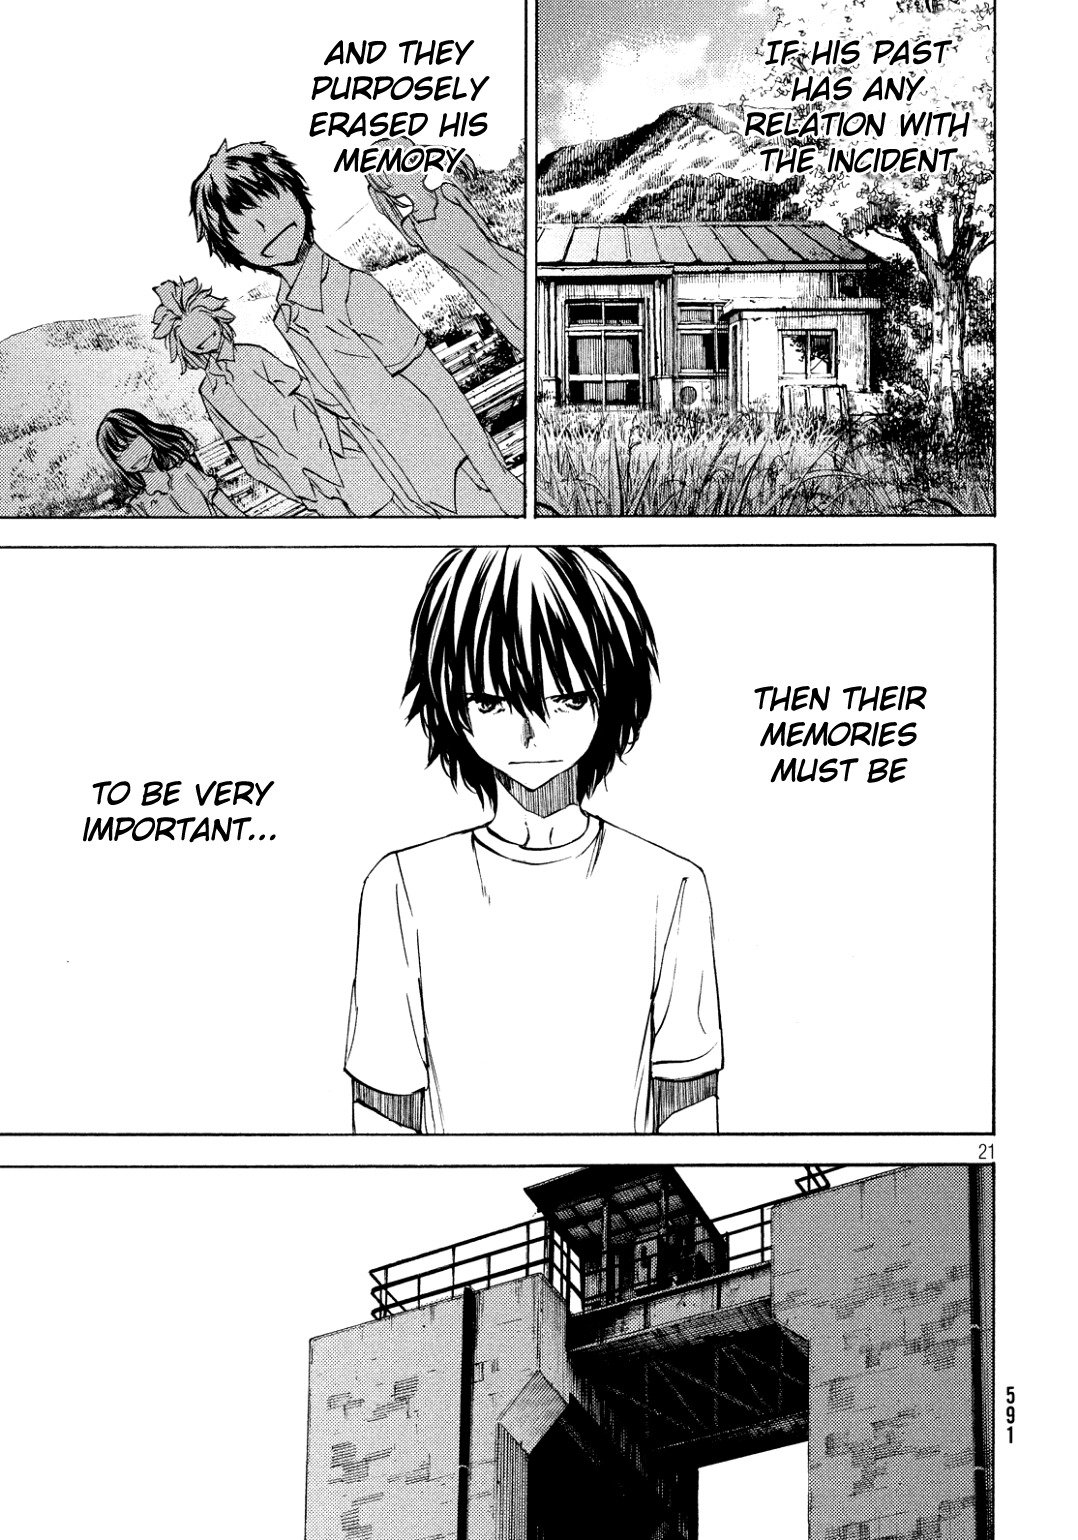 IF HIS PAST
HAS ANY
RELATION WITH
THE INCIDENT
AND THEY
PURPOSELY
ERASED HIS
MEMORY
THEN THEIR
MEMORIES
MUST BE
TO BE VERY
IMPORTANT...
21
591